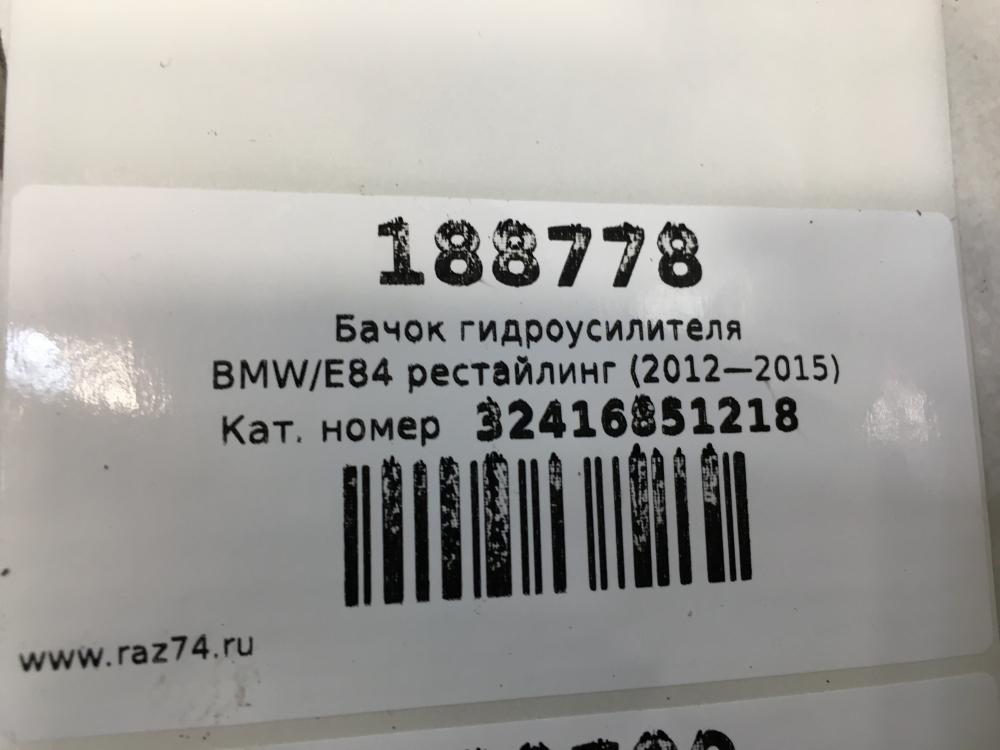 188778
Бачок гидроусилителя
BMW/E84 рестайлинг (2012—2015)
Кат. номер 32416851218
www.raz74.ru